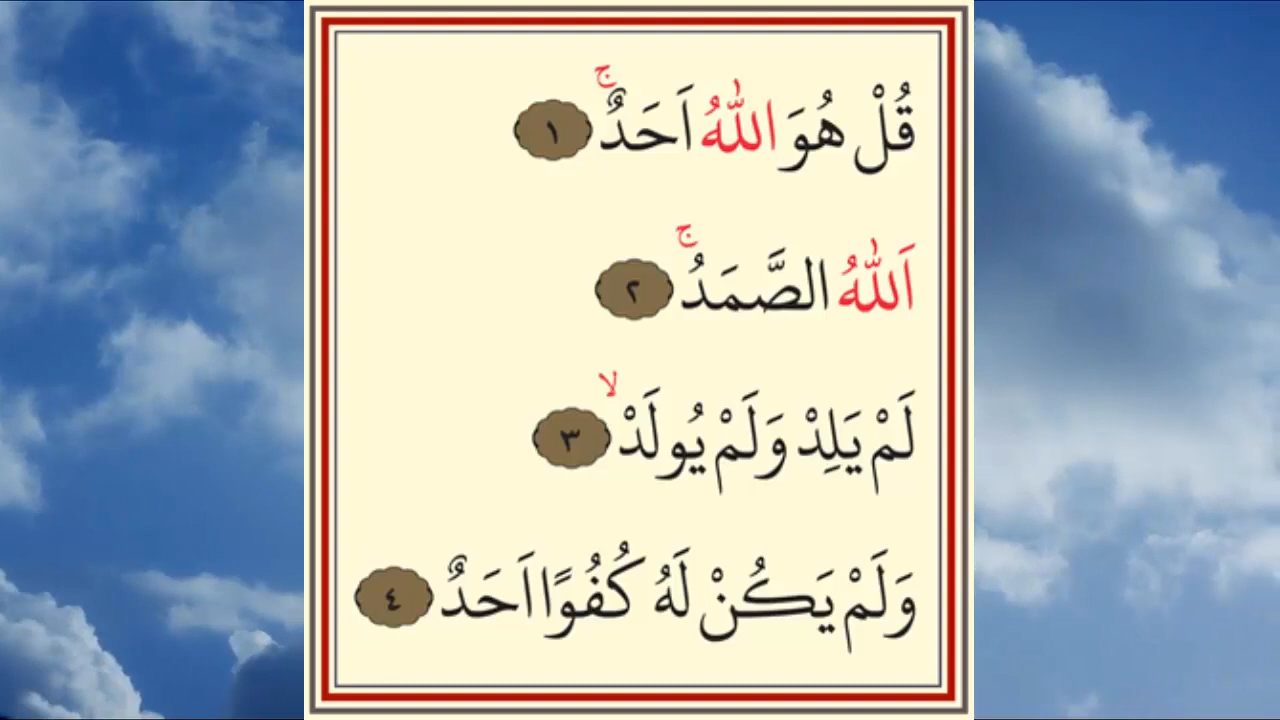 قُلْ هُوَ اللّٰهُ اَحَدٌۚ ١
اَللّٰهُ الصَّمَدُۚ ٢
لَمْ يَلِدْ وَلَمْ يُولَدْۙ ٣
وَلَمْ يَكُنْ لَهُ كُفُوًا اَحَدٌ ٤